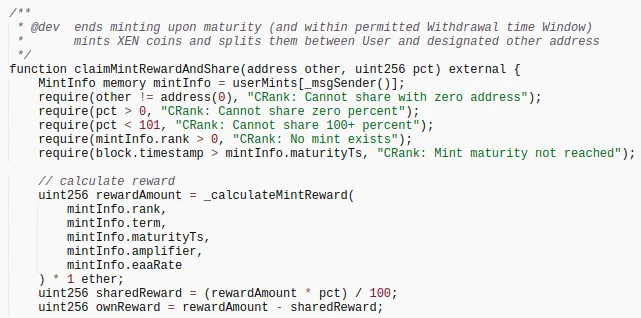 /**
 * @dev  ends minting upon maturity (and within permitted Withdrawal time Window)
 *       mints XEN coins and splits them between User and designated other address
 */
function claimMintRewardAndShare(address other, uint256 pct) external {
    MintInfo memory mintInfo = userMints[_msgSender()];
    require(other != address(0), "CRank: Cannot share with zero address");
    require(pct > 0, "CRank: Cannot share zero percent");
    require(pct < 101, "CRank: Cannot share 100+ percent");
    require(mintInfo.rank > 0, "CRank: No mint exists");
    require(block.timestamp > mintInfo.maturityTs, "CRank: Mint maturity not reached");
    // calculate reward
    uint256 rewardAmount = _calculateMintReward(
        mintInfo.rank,
        mintInfo.term,
        mintInfo.maturityTs,
        mintInfo.amplifier,
        mintInfo.eaaRate
    ) * 1 ether;
    uint256 sharedReward = (rewardAmount * pct) / 100;
    uint256 ownReward = rewardAmount - sharedReward;